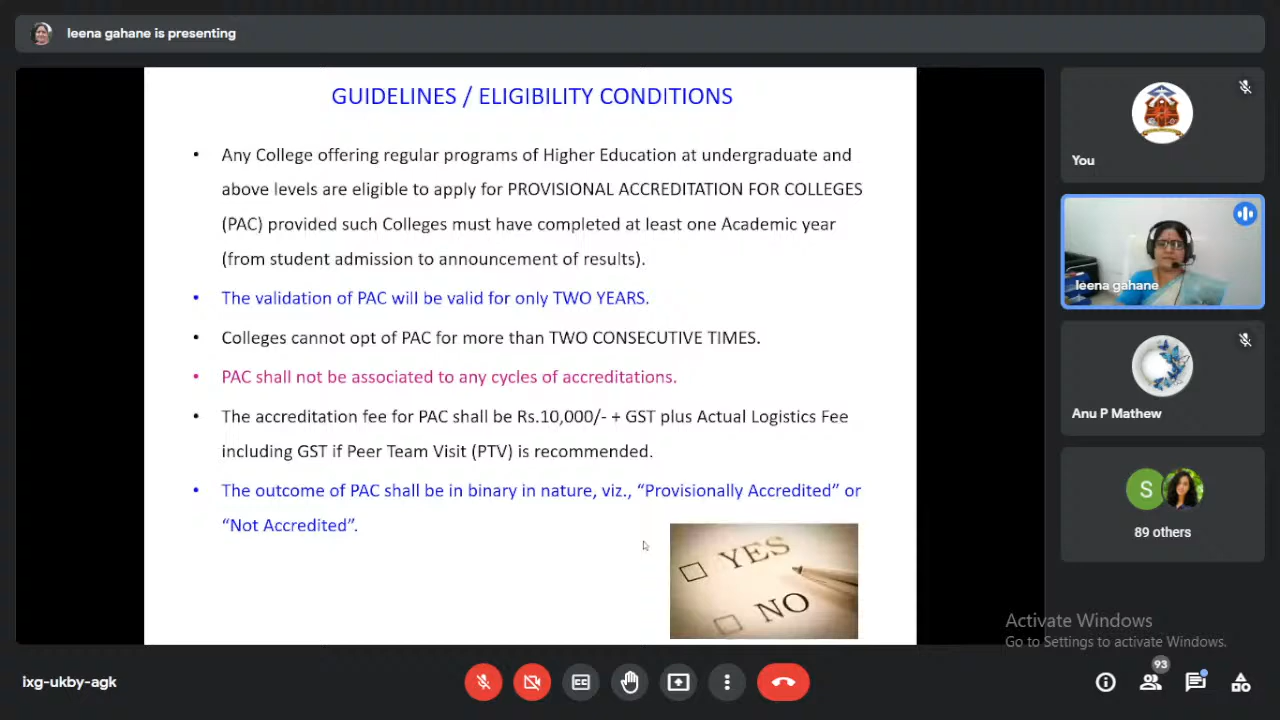 leena gahane is presenting
GUIDELINES / ELIGIBILITY CONDITIONS
• Any College offering regular programs of Higher Education at undergraduate and
above levels are eligible to apply for PROVISIONAL ACCREDITATION FOR COLLEGES
(PAC) provided such Colleges must have completed at least one Academic year
(from student admission to announcement of results).
• The validation of PAC will be valid for only TWO YEARS.
• Colleges cannot opt of PAC for more than TWO CONSECUTIVE TIMES.
• PAC shall not be associated to any cycles of accreditations.
• The accreditation fee for PAC shall be Rs.10,000/- + GST plus Actual Logistics Fee
including GST if Peer Team Visit (PTV) is recommended.
• The outcome of PAC shall be in binary in nature, viz., “Provisionally Accredited” or
“Not Accredited”.
YES
NO
You
leena gahane
Anu P Mathew
S
89 others
Activate Windows
Go to Settings to activate Windows.
ixg-ukby-agk
93